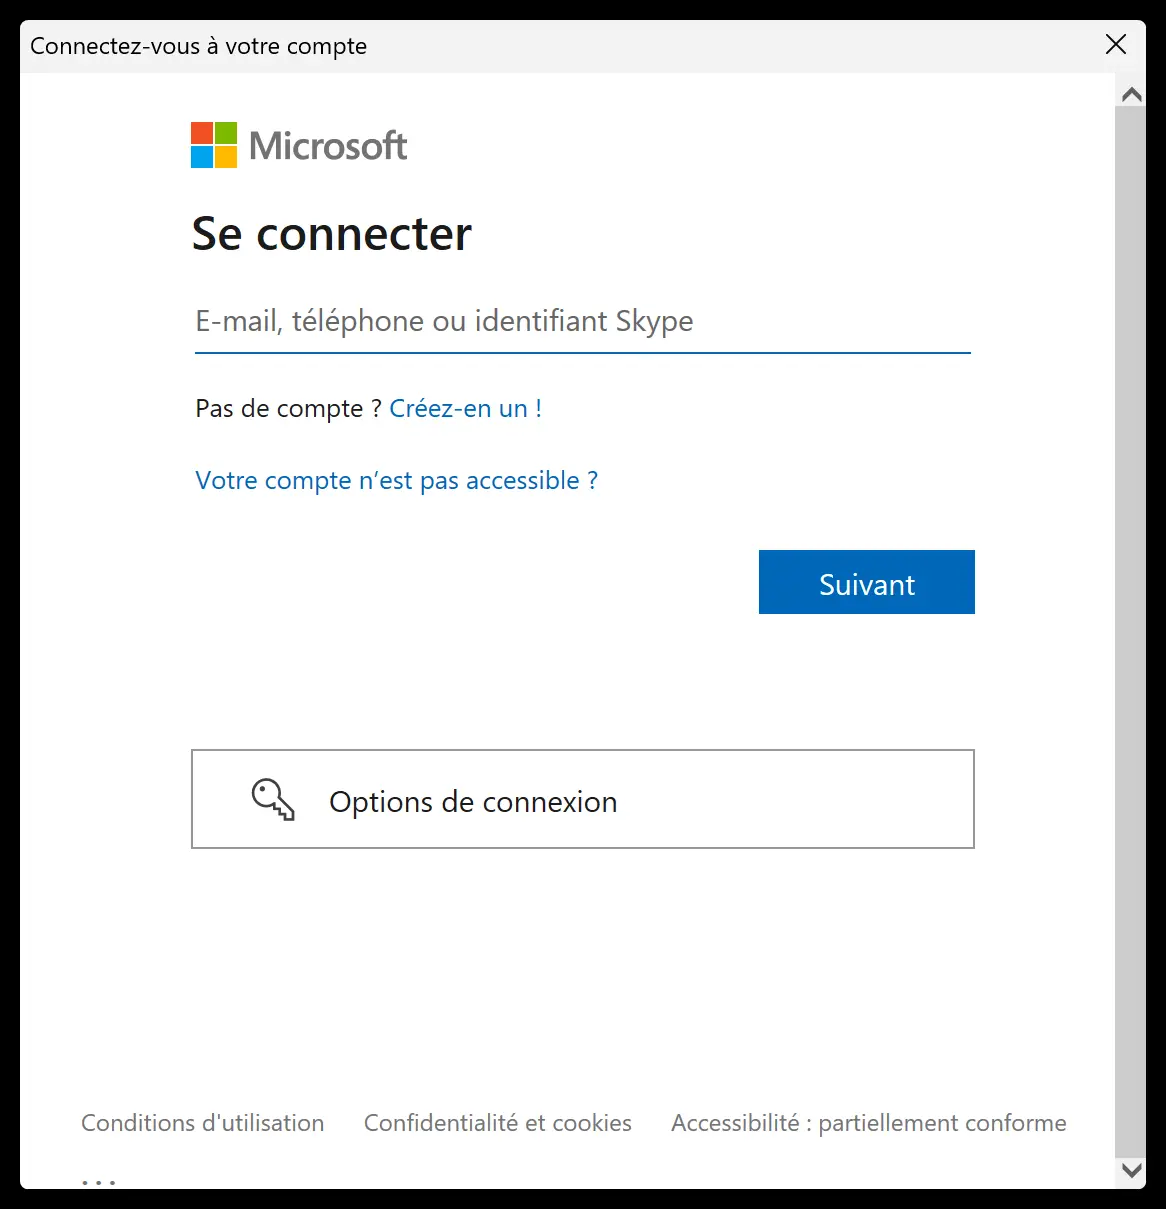 Connectez-vous à votre compte
Microsoft
Se connecter
E-mail, téléphone ou identifiant Skype
Pas de compte ? Créez-en un !
Votre compte n’est pas accessible ?
Suivant
Options de connexion
Conditions d'utilisation Confidentialité et cookies Accessibilité : partiellement conforme
...